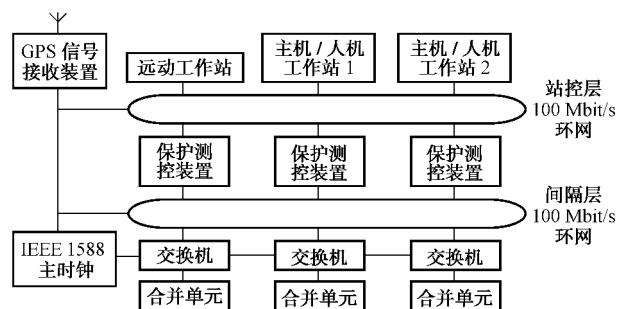 GPS 信号
接收装置
远动工作站
主机 / 人机
工作站 1
主机 / 人机
工作站 2
站控层
100 Mbit/s
环网
保护测
控装置
保护测
控装置
保护测
控装置
间隔层
100 Mbit/s
环网
IEEE 1588
主时钟
交换机
交换机
交换机
合并单元
合并单元
合并单元